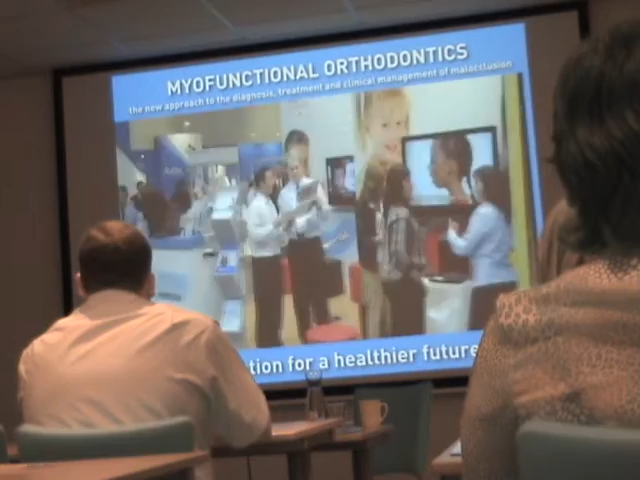 MYOFUNCTIONAL ORTHODONTICS
the new approach to the diagnosis, treatment and clinical management of malocclusion
tion for a healthier future